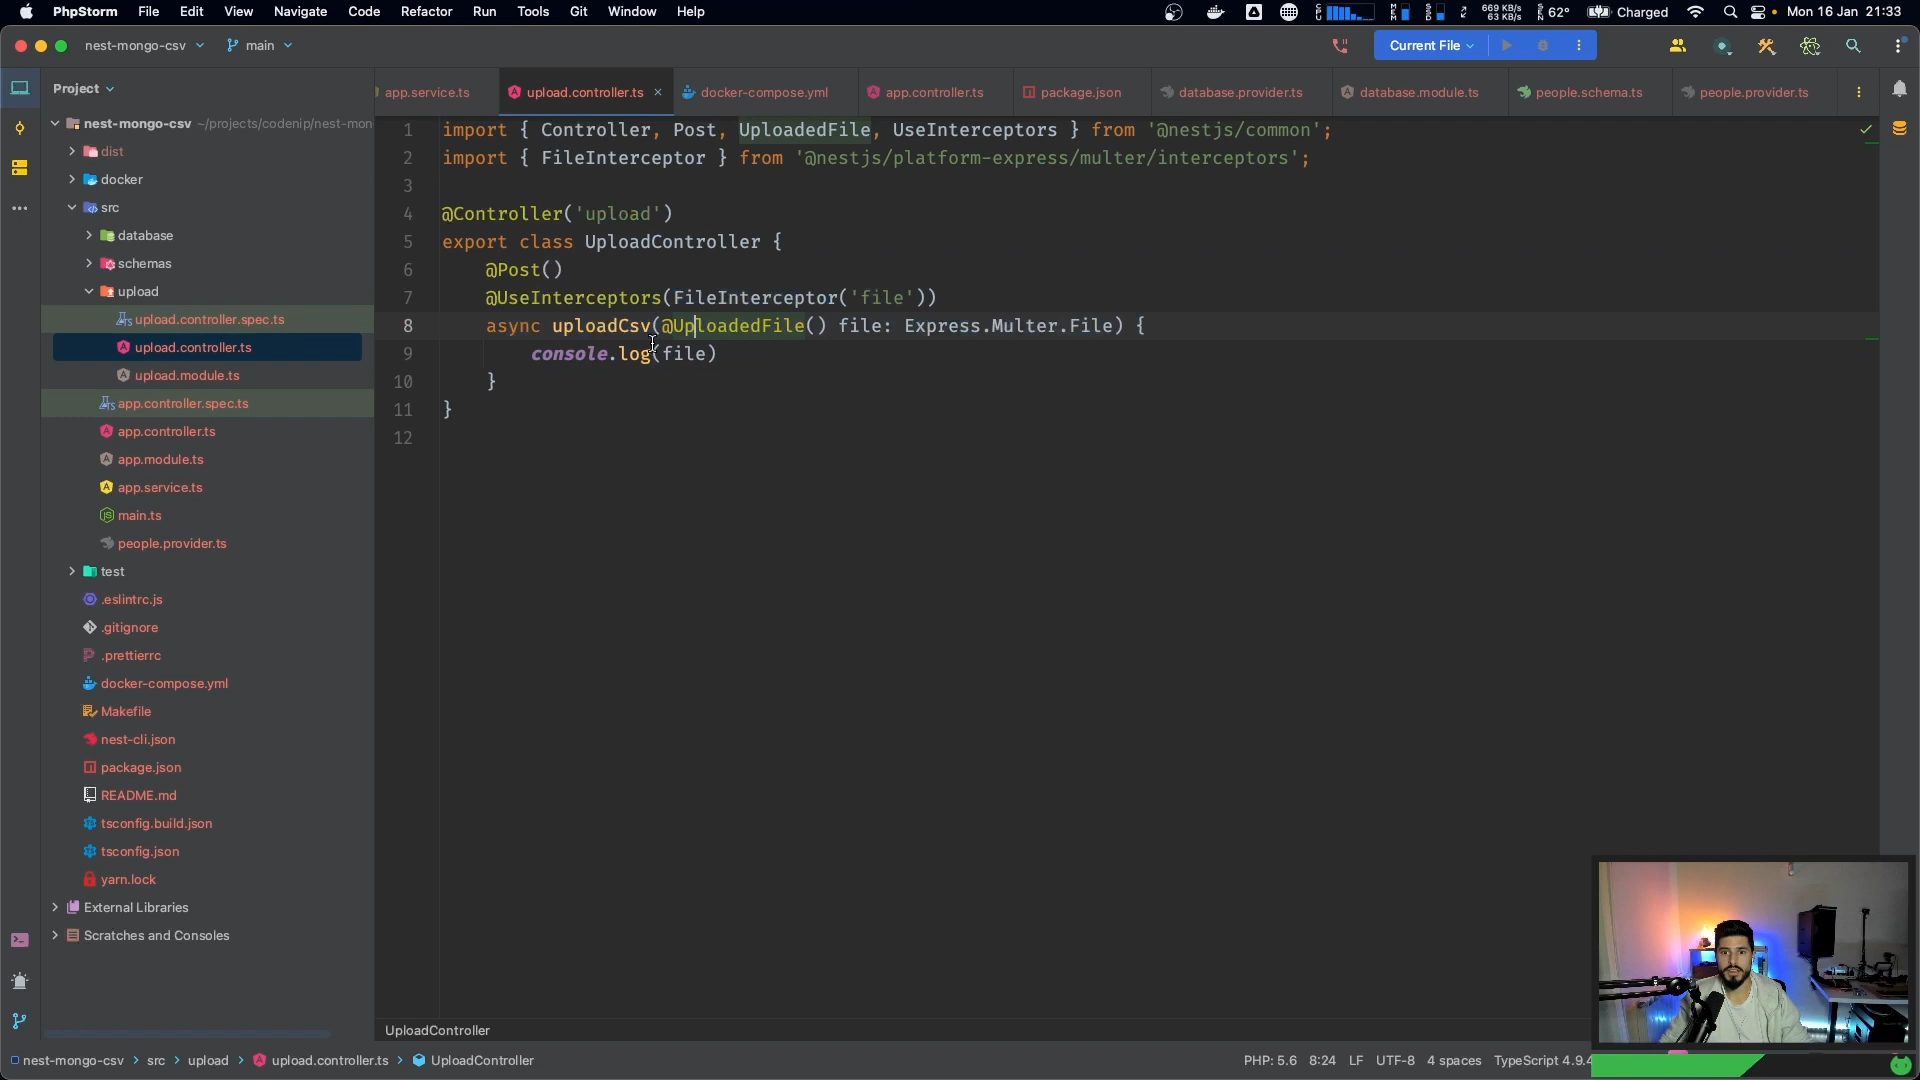 PhpStorm File Edit View Navigate Code Refactor Run Tools Git Window Help
669 KB/s
63 KB/s
62° Charged Mon 16 Jan 21:33
nest-mongo-csv main Current File
Project
app.service.ts upload.controller.ts docker-compose.yml app.controller.ts package.json database.provider.ts database.module.ts people.schema.ts people.provider.ts
nest-mongo-csv ~/projects/codenip/nest-mon
dist
docker
src
database
schemas
upload
upload.controller.spec.ts
upload.controller.ts
upload.module.ts
app.controller.spec.ts
app.controller.ts
app.module.ts
app.service.ts
main.ts
people.provider.ts
test
.eslintrc.js
.gitignore
.prettierrc
docker-compose.yml
Makefile
nest-cli.json
package.json
README.md
tsconfig.build.json
tsconfig.json
yarn.lock
External Libraries
Scratches and Consoles
1 import { Controller, Post, UploadedFile, UseInterceptors } from '@nestjs/common';
2 import { FileInterceptor } from '@nestjs/platform-express/multer/interceptors';
3
4 @Controller('upload')
5 export class UploadController {
6 @Post()
7 @UseInterceptors(FileInterceptor('file'))
8 async uploadCsv(@UploadedFile() file: Express.Multer.File) {
9 console.log(file)
10 }
11 }
12
UploadController
nest-mongo-csv src upload upload.controller.ts UploadController
PHP: 5.6 8:24 LF UTF-8 4 spaces TypeScript 4.9.4